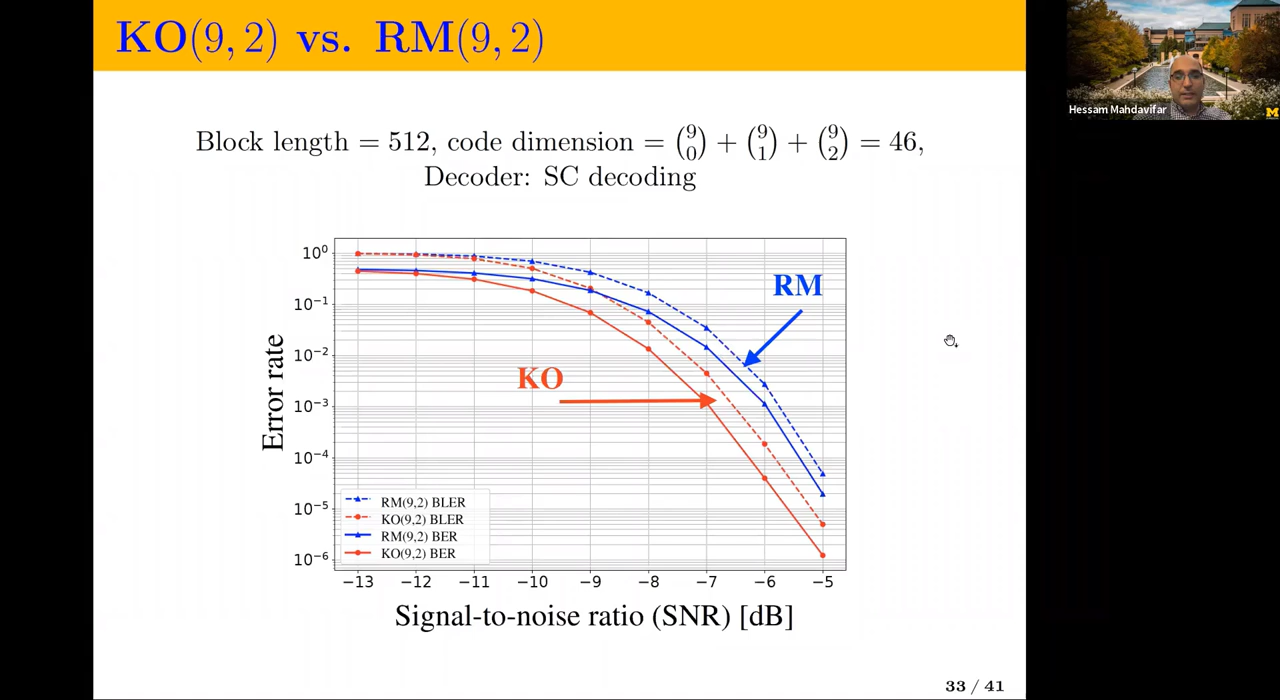 KO(9, 2) vs. RM(9, 2)
Hessam Mahdavifar
M
Block length = 512, code dimension = (9 0) + (9 1) + (9 2) = 46,
Decoder: SC decoding
Error rate
10^0
10^-1
10^-2
10^-3
10^-4
10^-5
10^-6
RM
KO
RM(9,2) BLER
KO(9,2) BLER
RM(9,2) BER
KO(9,2) BER
−13 −12 −11 −10 −9 −8 −7 −6 −5
Signal-to-noise ratio (SNR) [dB]
33 / 41